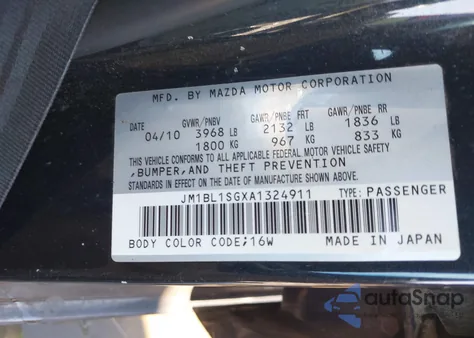 MFD. BY MAZDA MOTOR CORPORATION
GVWR/PNBV GAWR/PNBE FRT GAWR/PNBE RR
DATE 04/10 3968 LB 2132 LB 1836 LB
1800 KG 967 KG 833 KG
THIS VEHICLE CONFORMS TO ALL APPLICABLE FEDERAL MOTOR VEHICLE SAFETY
,BUMPER,AND THEFT PREVENTION
STANDARDS IN EFFECT ON THE DATE OF MANUFACTURE SHOWN ABOVE.
JM1BL1SGXA1324911 TYPE: PASSENGER
BODY COLOR CODE;16W MADE IN JAPAN
autoSnap